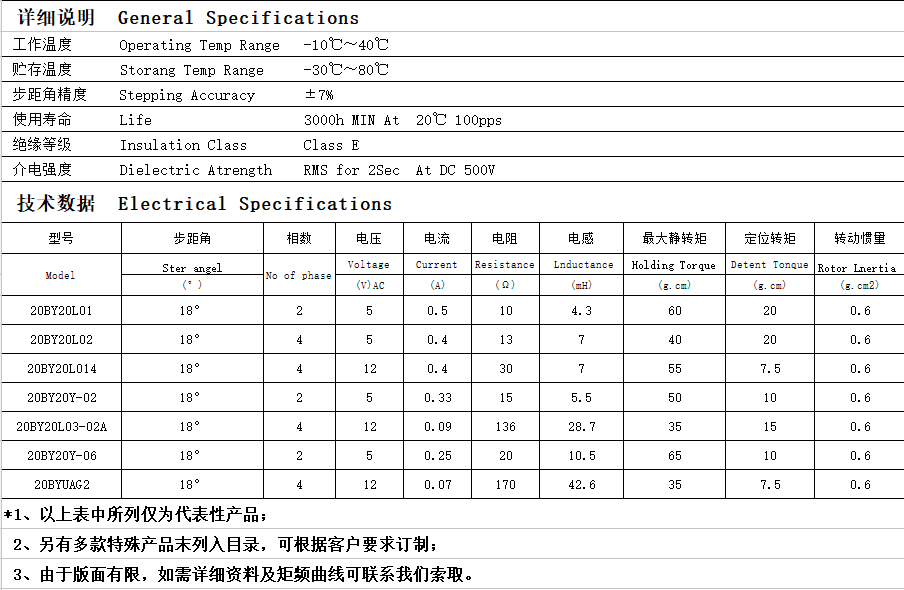 详细说明 General Specifications
工作温度 Operating Temp Range -10℃～40℃
贮存温度 Storang Temp Range -30℃～80℃
步距角精度 Stepping Accuracy ±7%
使用寿命 Life 3000h MIN At 20℃ 100pps
绝缘等级 Insulation Class Class E
介电强度 Dielectric Atrength RMS for 2Sec At DC 500V
技术数据 Electrical Specifications
型号 步距角 相数 电压 电流 电阻 电感 最大静转矩 定位转矩 转动惯量
Model Ster angel No of phase Voltage Current Resistance Lnductance Holding Torque Detent Tonque Rotor Lnertia
(°) (V)AC (A) (Ω) (mH) (g.cm) (g.cm) (g.cm2)
20BY20L01 18° 2 5 0.5 10 4.3 60 20 0.6
20BY20L02 18° 4 5 0.4 13 7 40 20 0.6
20BY20L014 18° 4 12 0.4 30 7 55 7.5 0.6
20BY20Y-02 18° 2 5 0.33 15 5.5 50 10 0.6
20BY20L03-02A 18° 4 12 0.09 136 28.7 35 15 0.6
20BY20Y-06 18° 2 5 0.25 20 10.5 65 10 0.6
20BYUAG2 18° 4 12 0.07 170 42.6 35 7.5 0.6
*1、以上表中所列仅为代表性产品；
2、另有多款特殊产品末列入目录，可根据客户要求订制；
3、由于版面有限，如需详细资料及矩频曲线可联系我们索取。